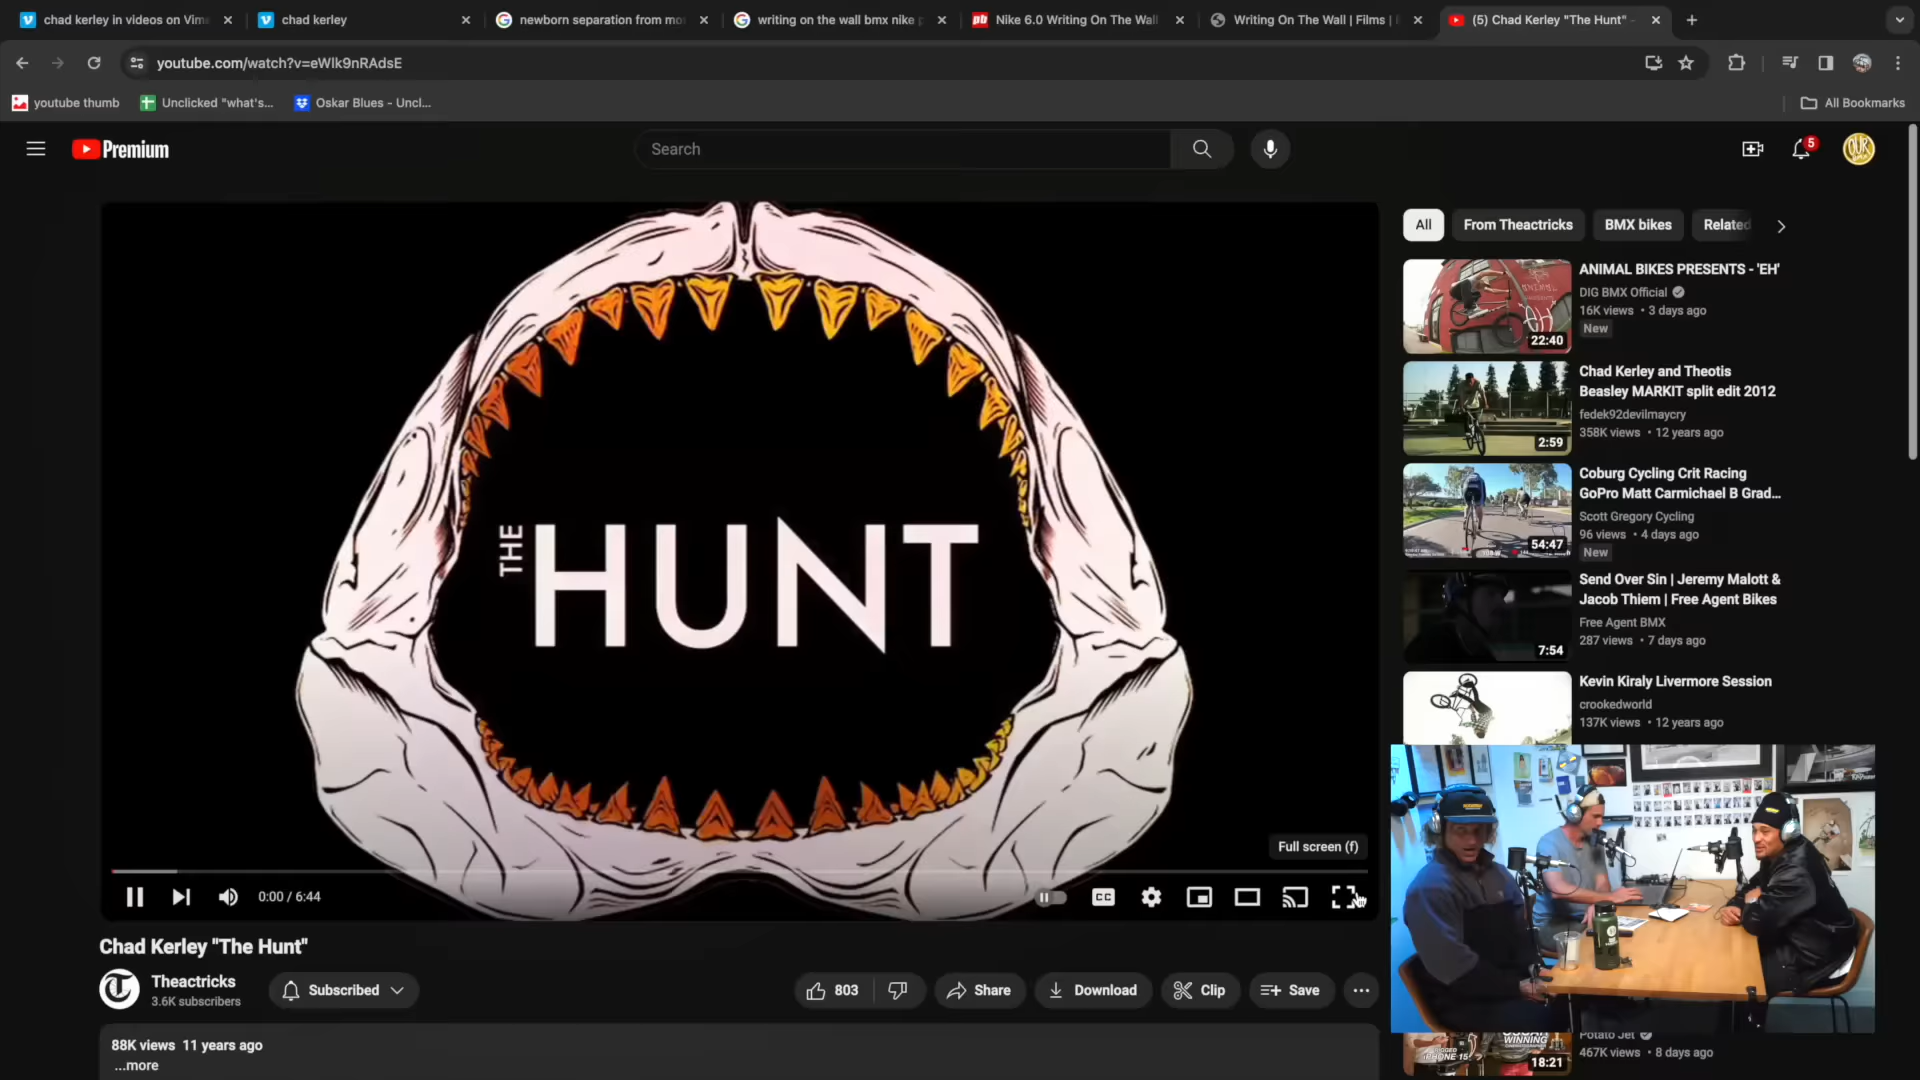 chad kerley in videos on Vim
chad kerley
newborn separation from mo
writing on the wall bmx nike
Nike 6.0 Writing On The Wall
Writing On The Wall | Films |
(5) Chad Kerley "The Hunt" -
youtube.com/watch?v=eWlk9nRAdsE
youtube thumb
Unclicked "what's...
Oskar Blues - Uncl...
All Bookmarks
Premium
Search
5
All
From Theactricks
BMX bikes
Related
THE
HUNT
ANIMAL BIKES PRESENTS - 'EH'
DIG BMX Official
16K views • 3 days ago
New
22:40
Chad Kerley and Theotis
Beasley MARKIT split edit 2012
fedek92devilmaycry
358K views • 12 years ago
2:59
Coburg Cycling Crit Racing
GoPro Matt Carmichael B Grad...
Scott Gregory Cycling
96 views • 4 days ago
New
54:47
Send Over Sin | Jeremy Malott &
Jacob Thiem | Free Agent Bikes
Free Agent BMX
287 views • 7 days ago
7:54
Kevin Kiraly Livermore Session
crookedworld
137K views • 12 years ago
Full screen (f)
0:00 / 6:44
CC
Chad Kerley "The Hunt"
Theactricks
3.6K subscribers
Subscribed
803
Share
Download
Clip
Save
88K views 11 years ago
...more
Potato Jet
467K views • 8 days ago
WINNING
IPHONE 15
18:21